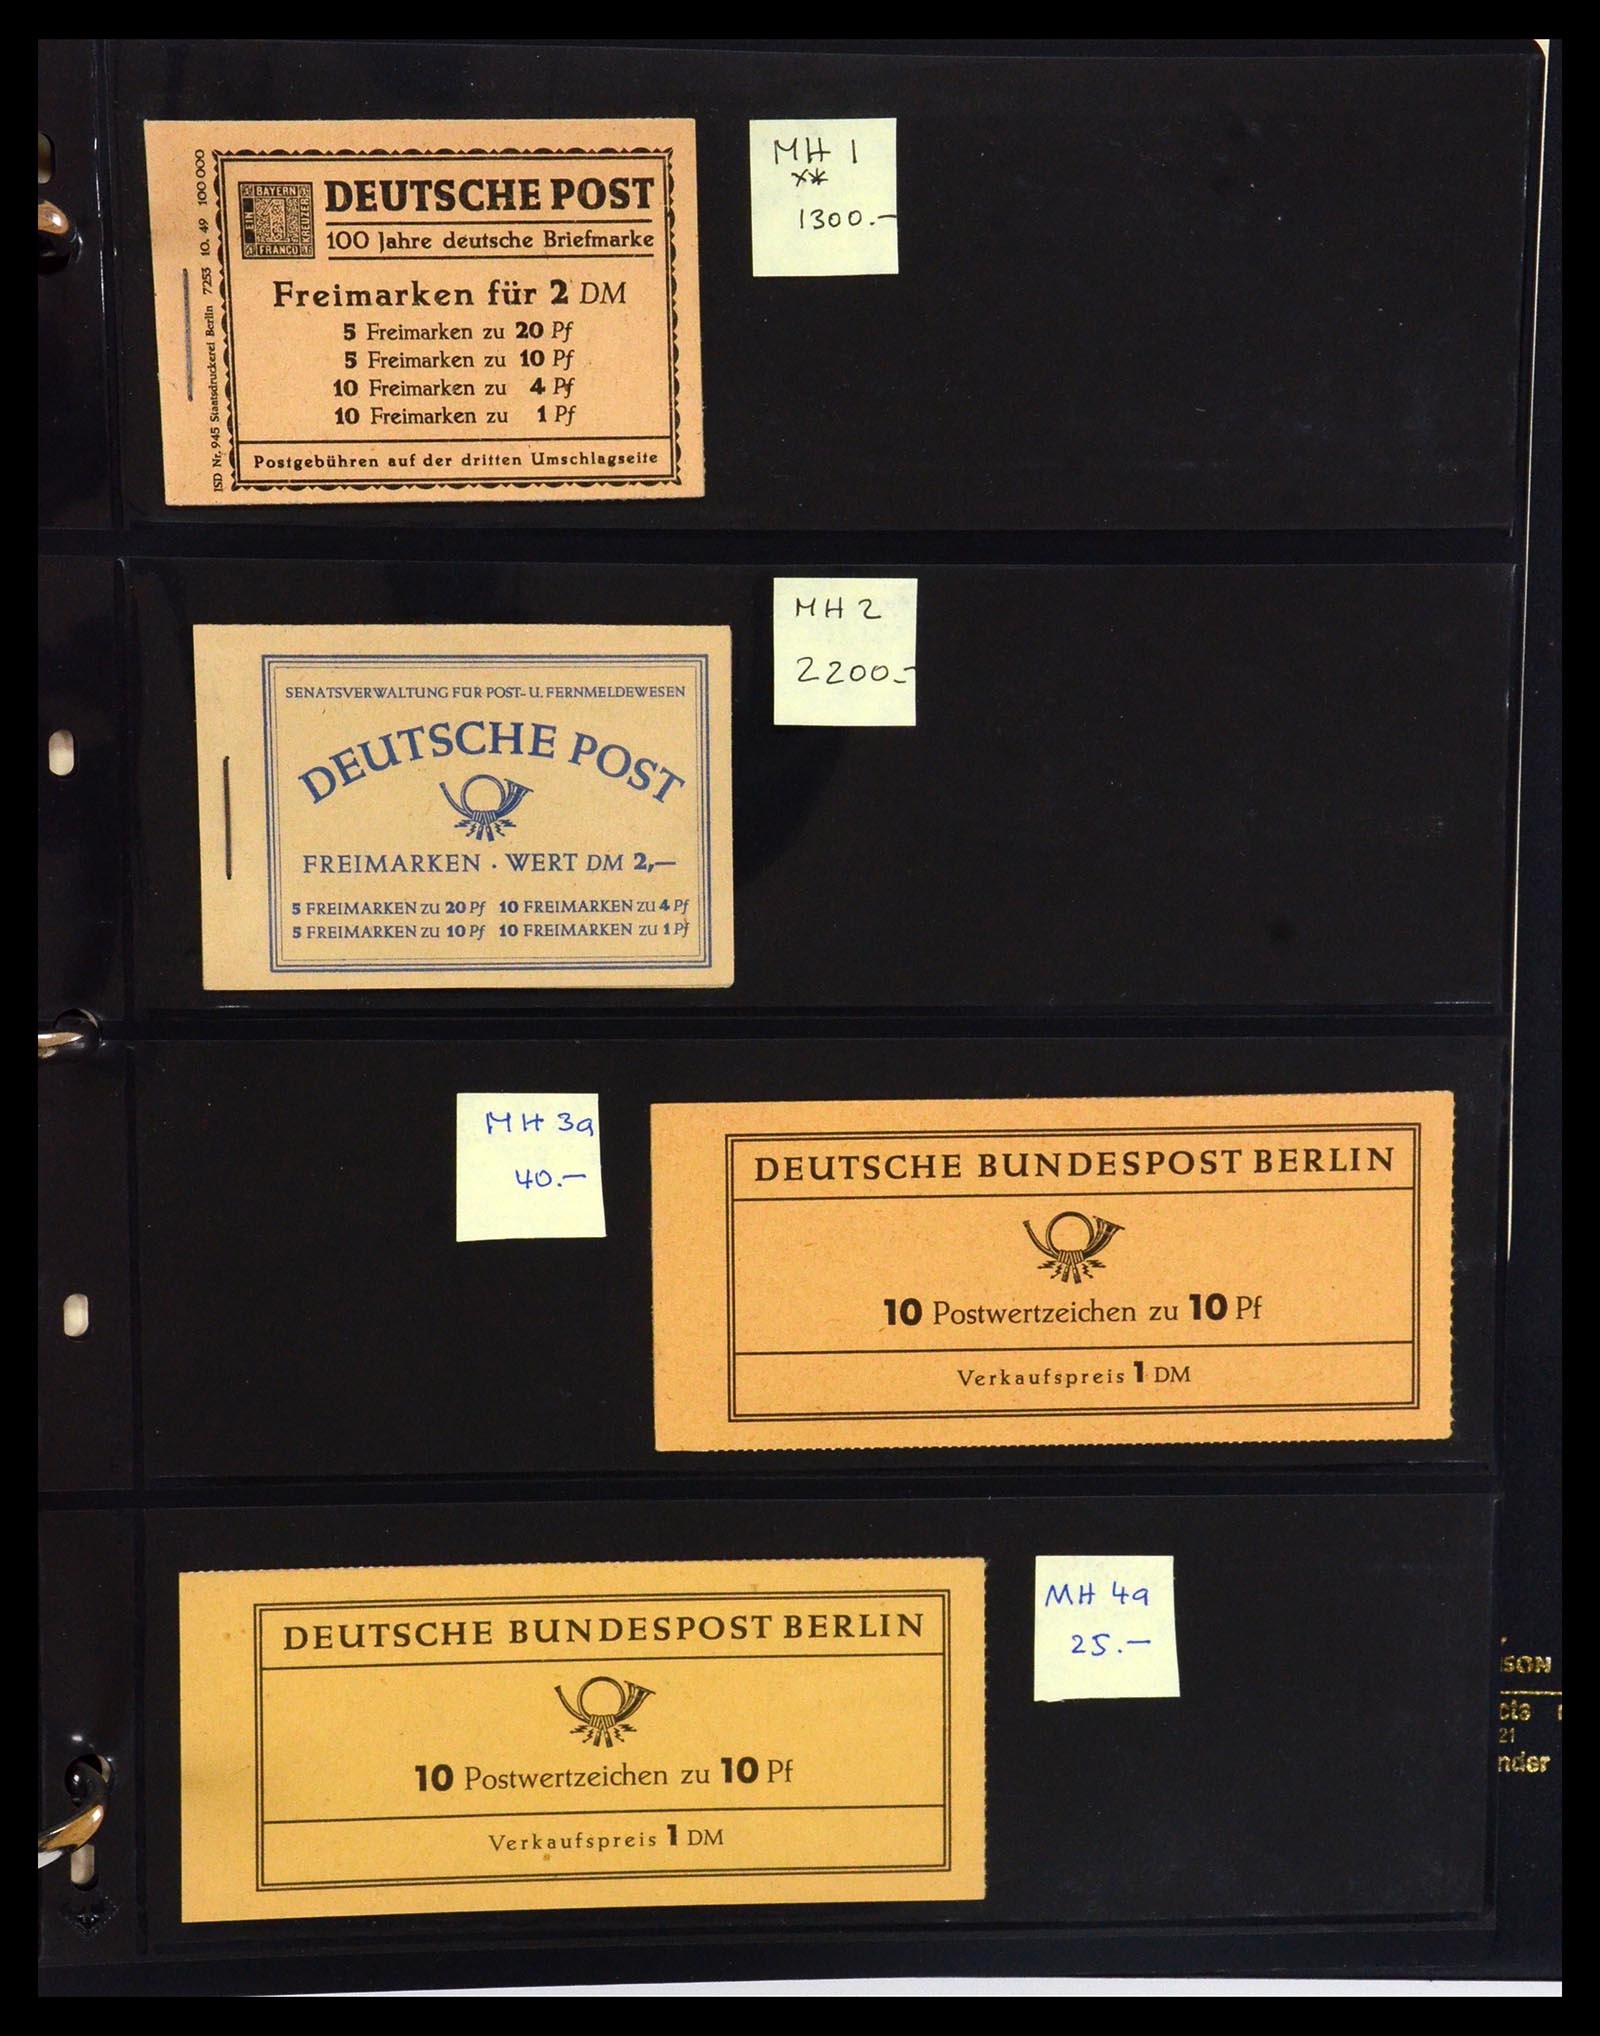 ISD Nr. 945 Staatsdruckerei Berlin 7253 10. 49 100 000
BAYERN
EIN
KREUZER
FRANCO
DEUTSCHE POST
100 Jahre deutsche Briefmarke
Freimarken für 2 DM
5 Freimarken zu 20 Pf
5 Freimarken zu 10 Pf
10 Freimarken zu 4 Pf
10 Freimarken zu 1 Pf
Postgebühren auf der dritten Umschlagseite
MH 1
**
1300.-
SENATSVERWALTUNG FÜR POST- U. FERNMELDEWESEN
DEUTSCHE POST
FREIMARKEN · WERT DM 2,—
5 FREIMARKEN ZU 20 Pf 10 FREIMARKEN ZU 4 Pf
5 FREIMARKEN ZU 10 Pf 10 FREIMARKEN ZU 1 Pf
MH 2
2200.-
MH 3a
40.-
DEUTSCHE BUNDESPOST BERLIN
10 Postwertzeichen zu 10 Pf
Verkaufspreis 1 DM
DEUTSCHE BUNDESPOST BERLIN
10 Postwertzeichen zu 10 Pf
Verkaufspreis 1 DM
MH 4a
25.-
SON
cts
21
nder